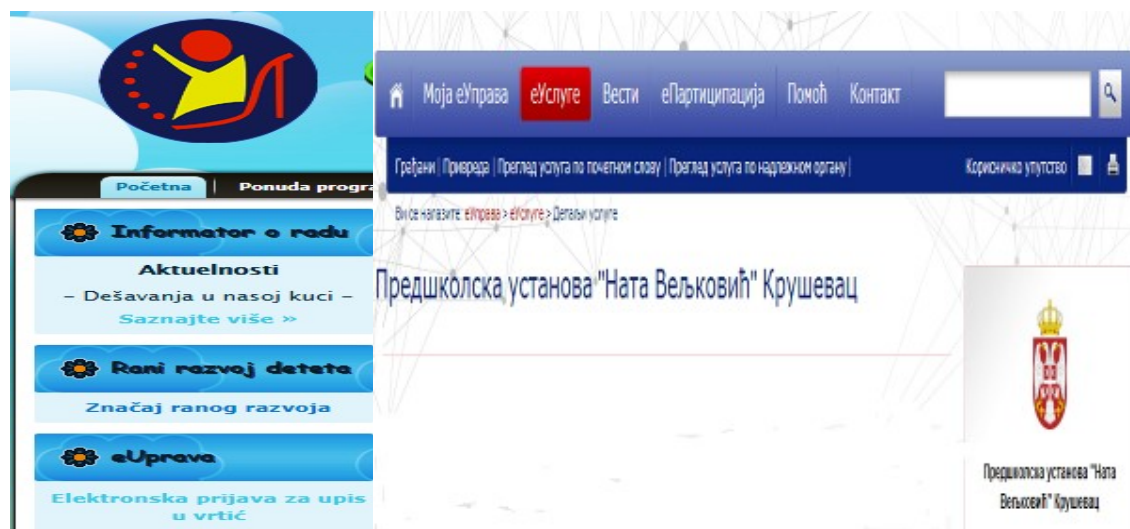 Početna | Ponuda progra
Informator o radu
Aktuelnosti
– Dešavanja u nasoj kuci –
Saznajte više »
Rani razvoj deteta
Značaj ranog razvoja
eUprava
Elektronska prijava za upis
u vrtić
Моја еУправа еУслуге Вести еПартиципација Помоћ Контакт
Грађани | Привреда | Преглед услуга по почетном слову | Преглед услуга по надлежном органу |
Корисничко упутство
Ви се налазите: еУправа > еУслуге > Детаљи услуге
Предшколска установа "Ната Вељковић" Крушевац
Предшколска установа "Ната
Вељковић" Крушевац